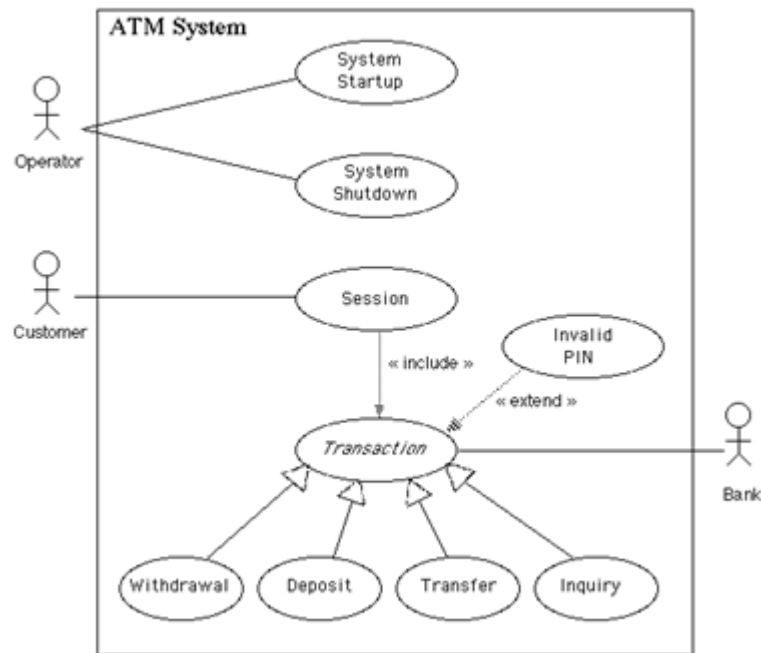 ATM System
System
Startup
Operator
System
Shutdown
Customer
Session
Invalid
PIN
« include »
« extend »
Transaction
Bank
Withdrawal
Deposit
Transfer
Inquiry